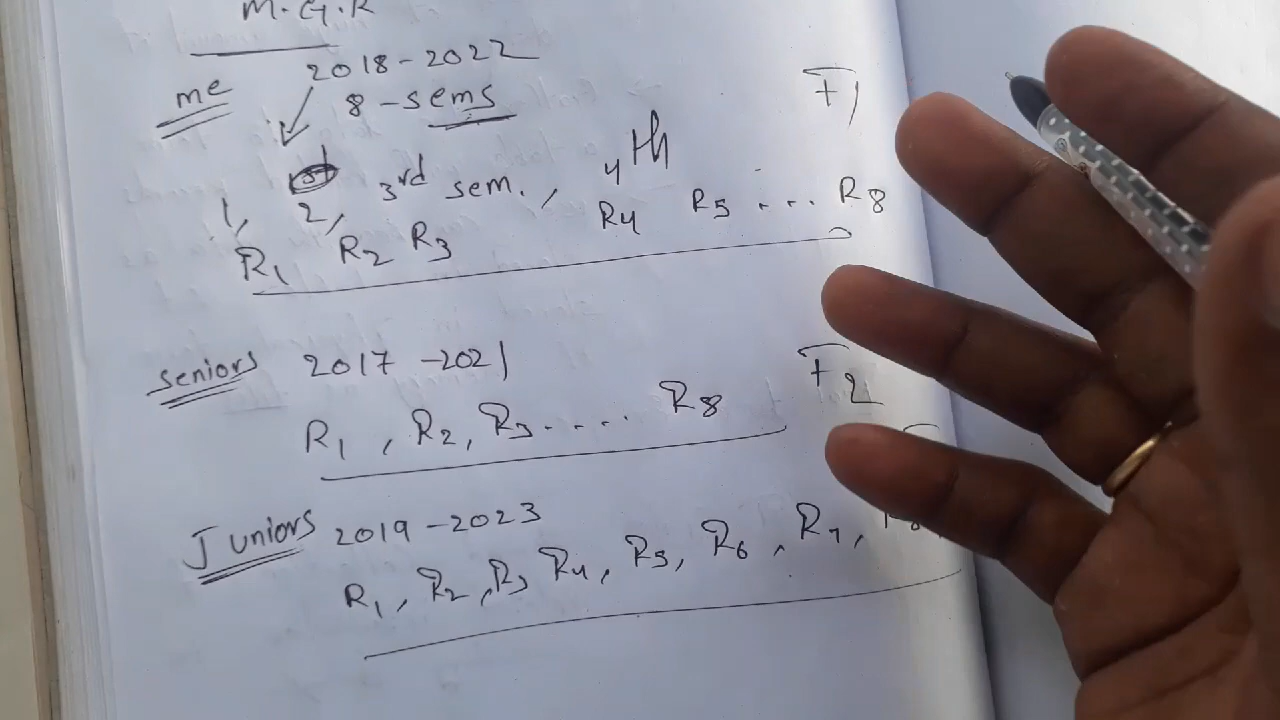 M.G.R
me 2018-2022
8-sems
1, 2, 3rd sem., 4th F1
R1 R2 R3 R4 R5 .... R8
seniors 2017-2021 F2
R1, R2, R3..... R8
Juniors 2019-2023
R1, R2, R3 R4, R5, R6, R7,